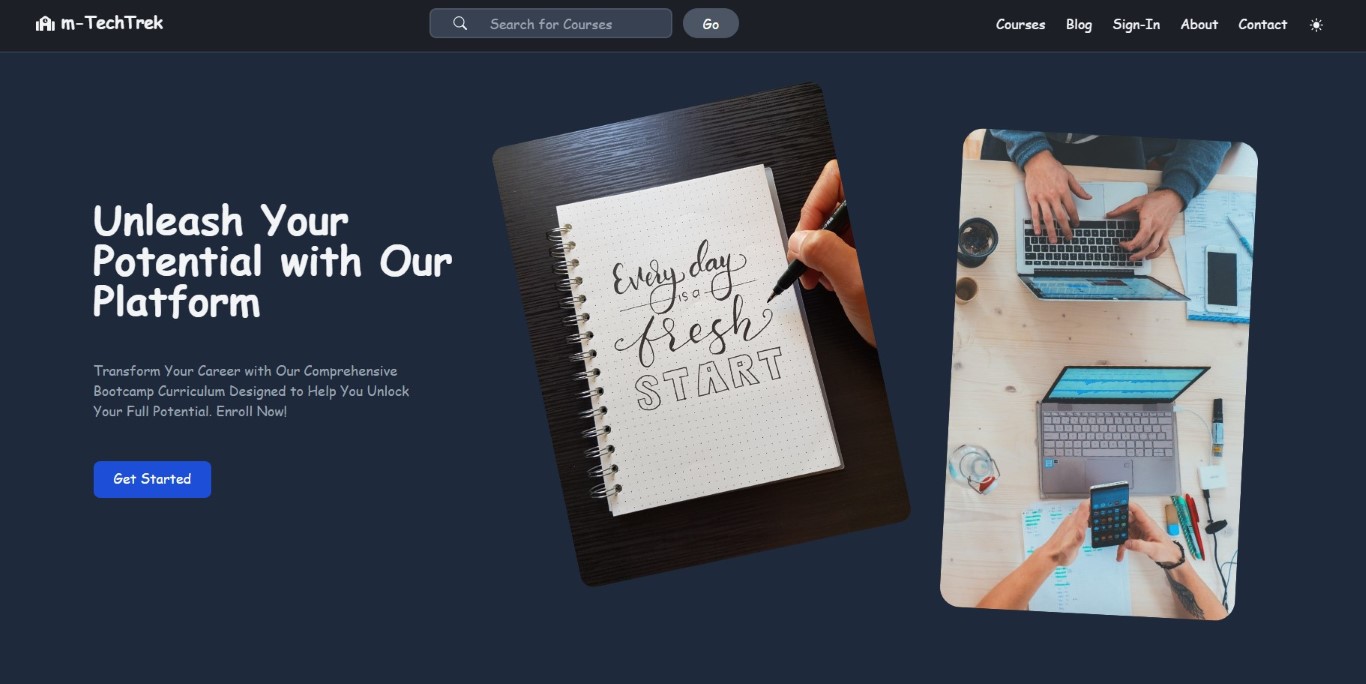 m-TechTrek
Search for Courses
Go
Courses
Blog
Sign-In
About
Contact
Unleash Your
Potential with Our
Platform
Transform Your Career with Our Comprehensive
Bootcamp Curriculum Designed to Help You Unlock
Your Full Potential. Enroll Now!
Get Started
Every day
is a
fresh
START